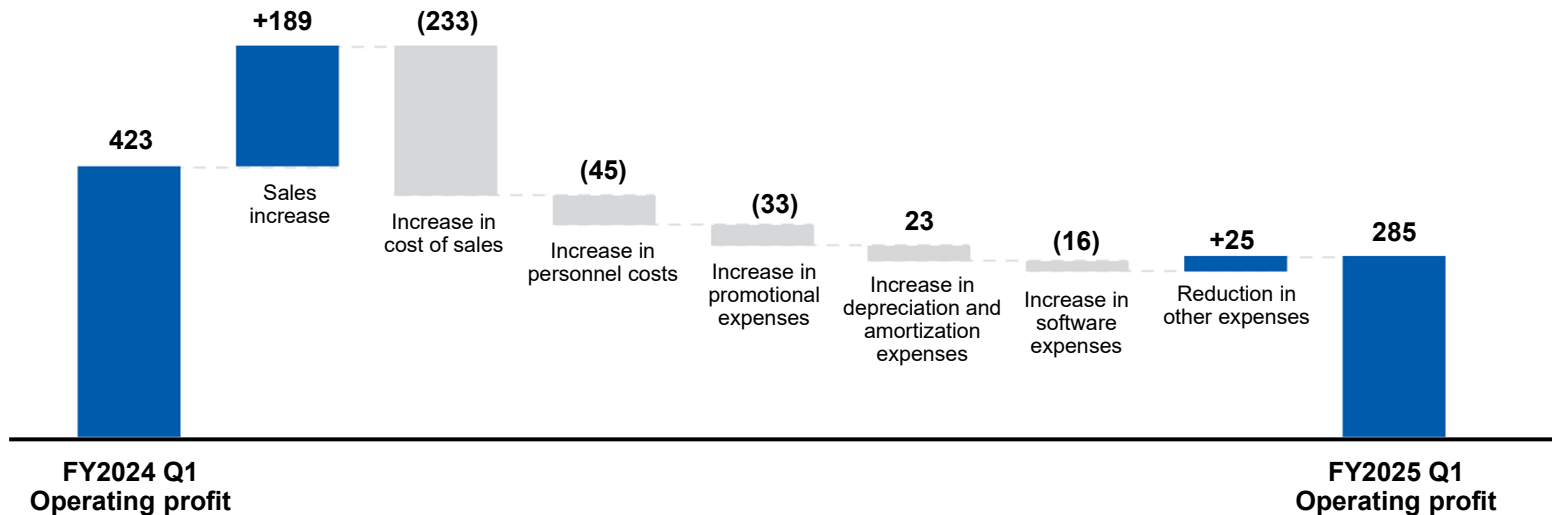 +189
(233)
423
Sales
increase
(45)
Increase in
cost of sales
(33)
23
(16)
+25
285
Increase in
personnel costs
Increase in
promotional
expenses
Increase in
depreciation and
amortization
expenses
Increase in
software
expenses
Reduction in
other expenses
FY2024 Q1
Operating profit
FY2025 Q1
Operating profit